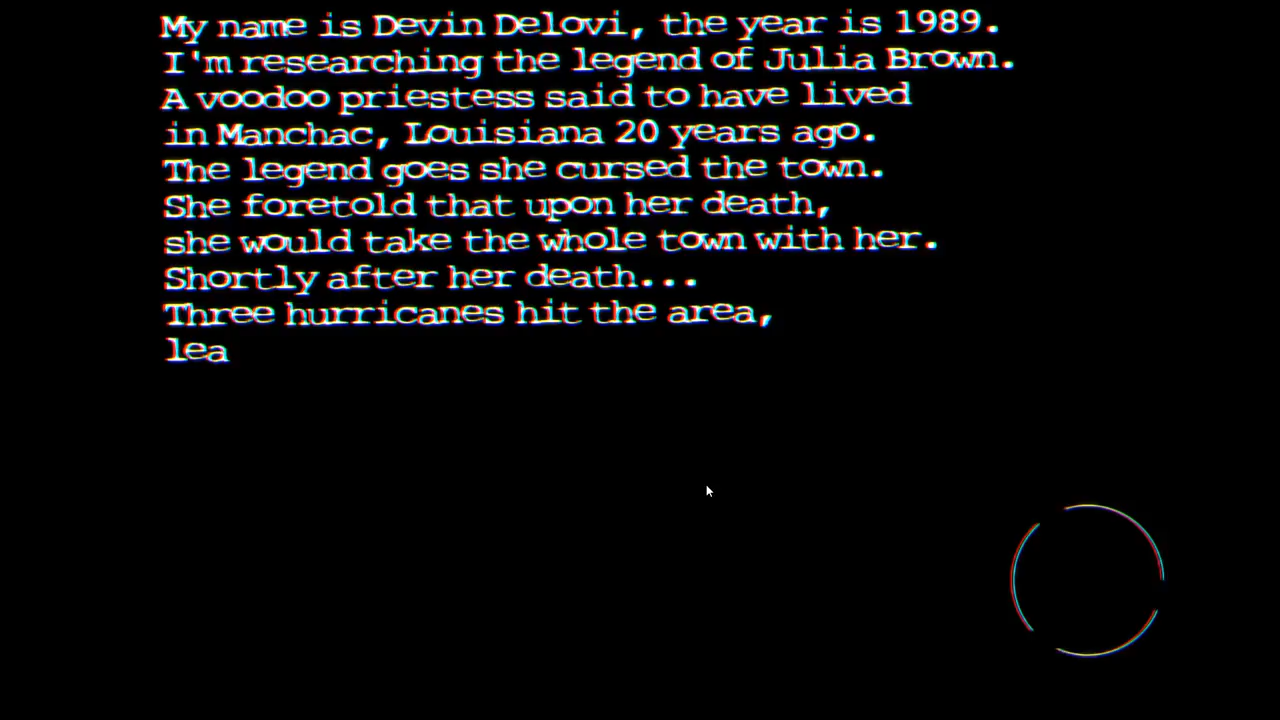 My name is Devin Delovi, the year is 1989.
I'm researching the legend of Julia Brown.
A voodoo priestess said to have lived
in Manchac, Louisiana 20 years ago.
The legend goes she cursed the town.
She foretold that upon her death,
she would take the whole town with her.
Shortly after her death...
Three hurricanes hit the area,
lea